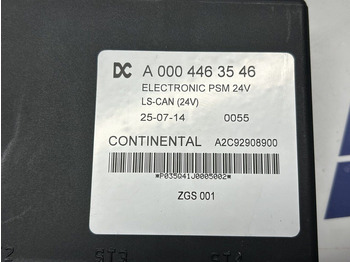 DC A 000 446 35 46
ELECTRONIC PSM 24V
LS-CAN (24V)
25-07-14 0055
CONTINENTAL A2C92908900
*P035041J0005002*
ZGS 001